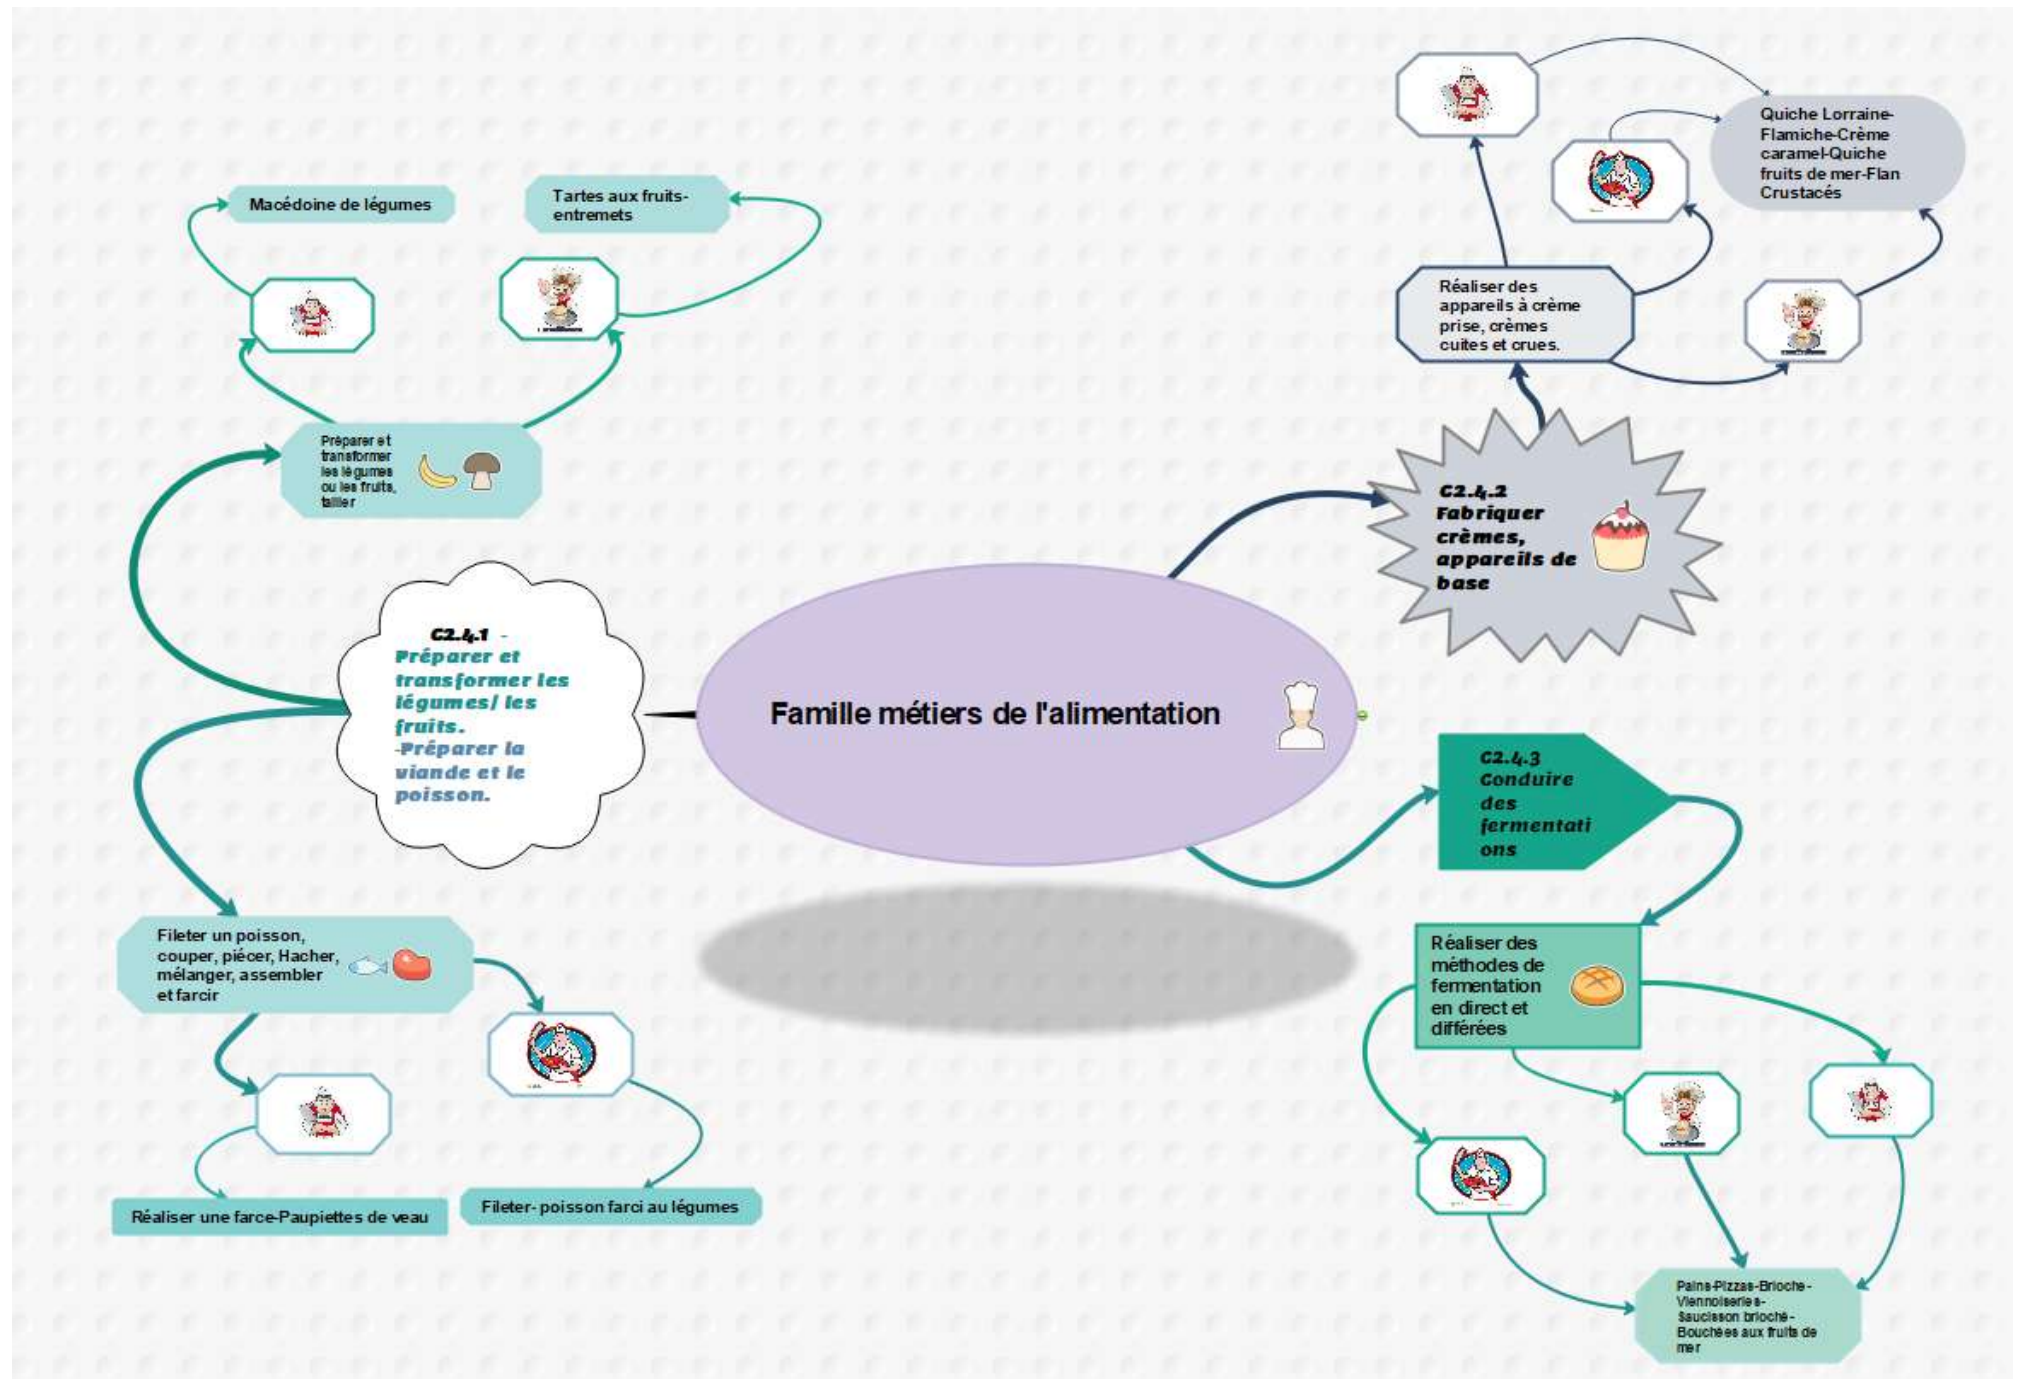 Famille métiers de l'alimentation
C2.4.1 -
Préparer et
transformer les
légumes/ les
fruits.
-Préparer la
viande et le
poisson.
Préparer et
transformer
les légumes
ou les fruits,
tailler
Macédoine de légumes
Tartes aux fruits-
entremets
Fileter un poisson,
couper, piécer, Hacher,
mélanger, assembler
et farcir
Réaliser une farce-Paupiettes de veau
Fileter- poisson farci au légumes
C2.4.2
Fabriquer
crèmes,
appareils de
base
Réaliser des
appareils à crème
prise, crèmes
cuites et crues.
Quiche Lorraine-
Flamiche-Crème
caramel-Quiche
fruits de mer-Flan
Crustacés
C2.4.3
Conduire
des
fermentati
ons
Réaliser des
méthodes de
fermentation
en direct et
différées
Pains-Pizzas-Brioche-
Viennoiseries-
Saucisson brioché-
Bouchées aux fruits de
mer